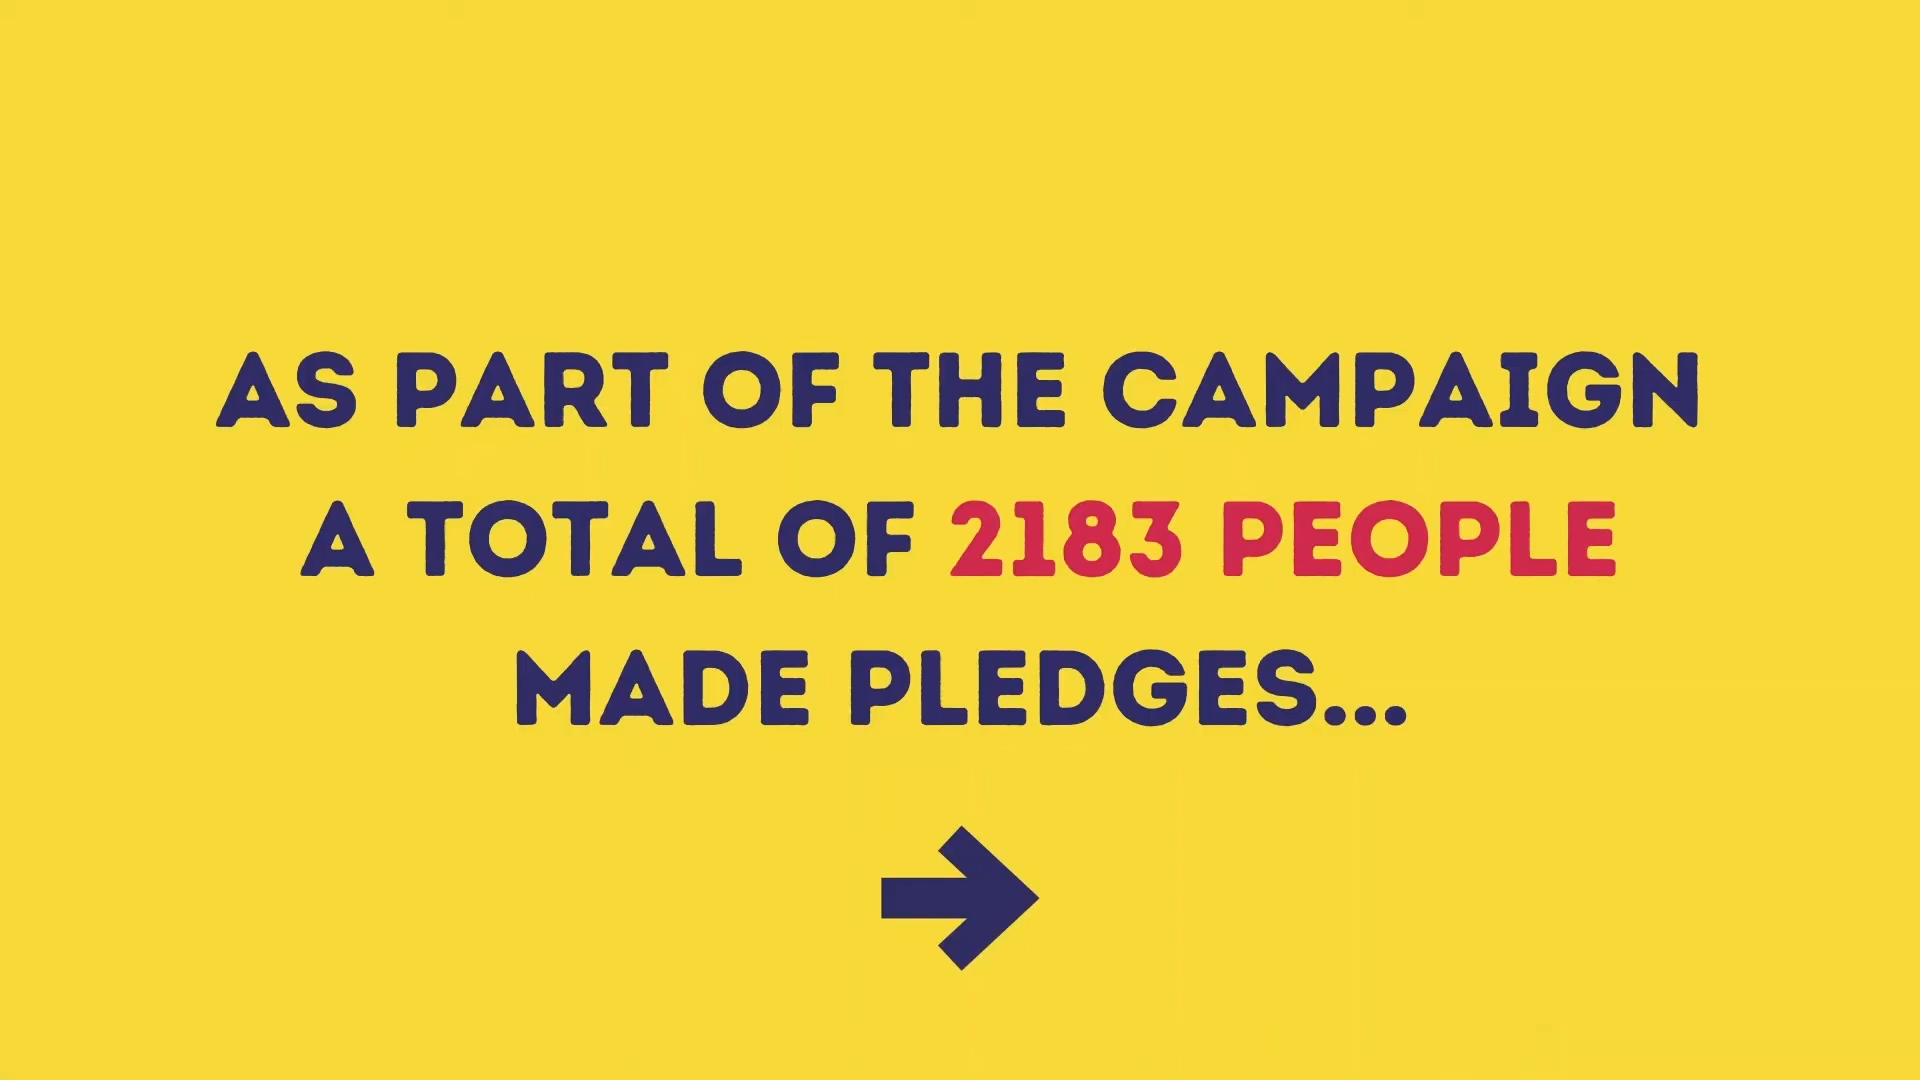 AS PART OF THE CAMPAIGN
A TOTAL OF 2183 PEOPLE
MADE PLEDGES...